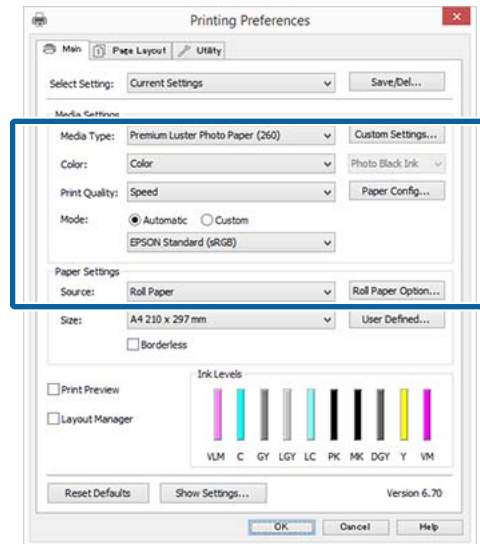 Printing Preferences
Main Page Layout Utility
Select Setting: Current Settings Save/Del...
Media Settings
Media Type: Premium Luster Photo Paper (260) Custom Settings...
Color: Color Photo Black Ink
Print Quality: Speed Paper Config...
Mode: Automatic Custom
EPSON Standard (sRGB)
Paper Settings
Source: Roll Paper Roll Paper Option...
Size: A4 210 x 297 mm User Defined...
Borderless
Print Preview
Layout Manager
Ink Levels
VLM C GY LGY LC PK MK DGY Y VM
Reset Defaults Show Settings... Version 6.70
OK Cancel Help